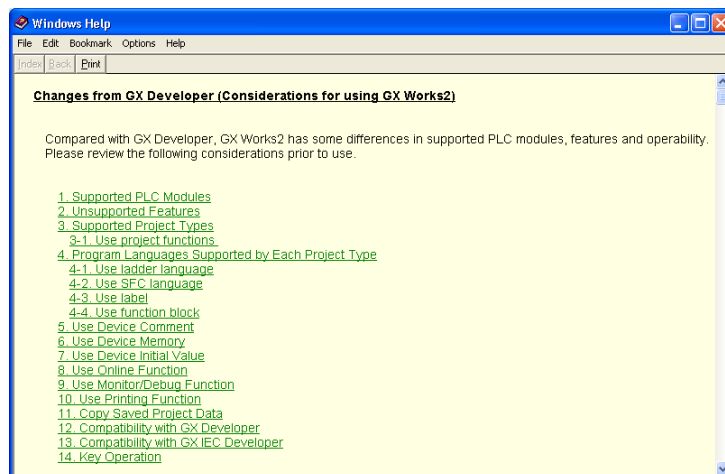 Windows Help
File Edit Bookmark Options Help
Index Back Print
Changes from GX Developer (Considerations for using GX Works2)
Compared with GX Developer, GX Works2 has some differences in supported PLC modules, features and operability.
Please review the following considerations prior to use.
1. Supported PLC Modules
2. Unsupported Features
3. Supported Project Types
3-1. Use project functions
4. Program Languages Supported by Each Project Type
4-1. Use ladder language
4-2. Use SFC language
4-3. Use label
4-4. Use function block
5. Use Device Comment
6. Use Device Memory
7. Use Device Initial Value
8. Use Online Function
9. Use Monitor/Debug Function
10. Use Printing Function
11. Copy Saved Project Data
12. Compatibility with GX Developer
13. Compatibility with GX IEC Developer
14. Key Operation